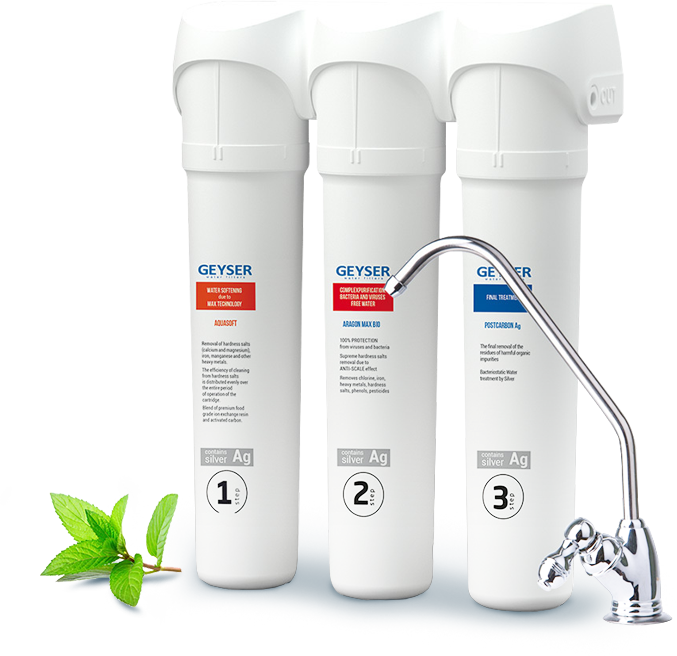 OUT
GEYSER
water filters
WATER SOFTENING
due to
MAX TECHNOLOGY
AQUASOFT
Removal of hardness salts
(calcium and magnesium),
iron, manganese and other
heavy metals.
The efficiency of cleaning
from hardness salts
is distributed evenly over
the entire period
of operation of the
cartridge.
Blend of premium food
grade ion exchange resin
and activated carbon.
contains
silver Ag
1
step
GEYSER
water filters
COMPLEXPURIFICATION
BACTERIA AND VIRUSES
FREE WATER
ARAGON MAX BIO
100% PROTECTION
from viruses and bacteria
Supreme hardness salts
removal due to
ANTI-SCALE effect
Removes chlorine, iron,
heavy metals, hardness
salts, phenols, pesticides
contains
silver Ag
2
step
GEYSER
water filters
FINAL TREATME
POSTCARBON Ag
The final removal of the
residues of harmful organic
impurities
Bacteriostatic Water
treatment by Silver
contains
silver Ag
3
step